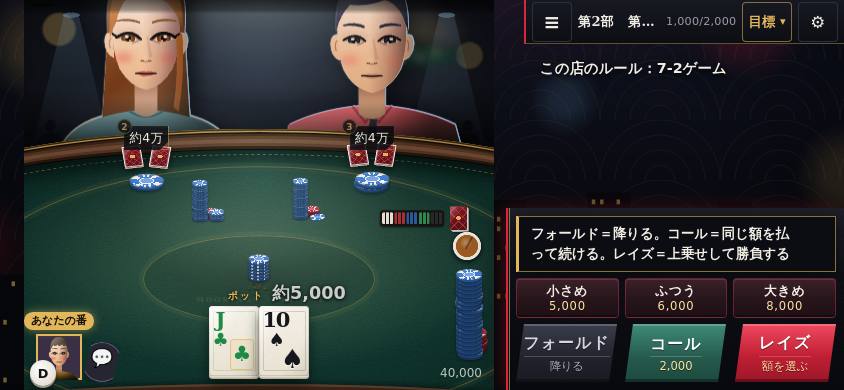 第2部 第… 1,000/2,000 目標 ▾
この店のルール：7-2ゲーム
2
約4万
3
約4万
ポット 約5,000
あなたの番
D
J
10
40,000
フォールド＝降りる。コール＝同じ額を払
って続ける。レイズ＝上乗せして勝負する
小さめ
5,000
ふつう
6,000
大きめ
8,000
フォールド
降りる
コール
2,000
レイズ
額を選ぶ